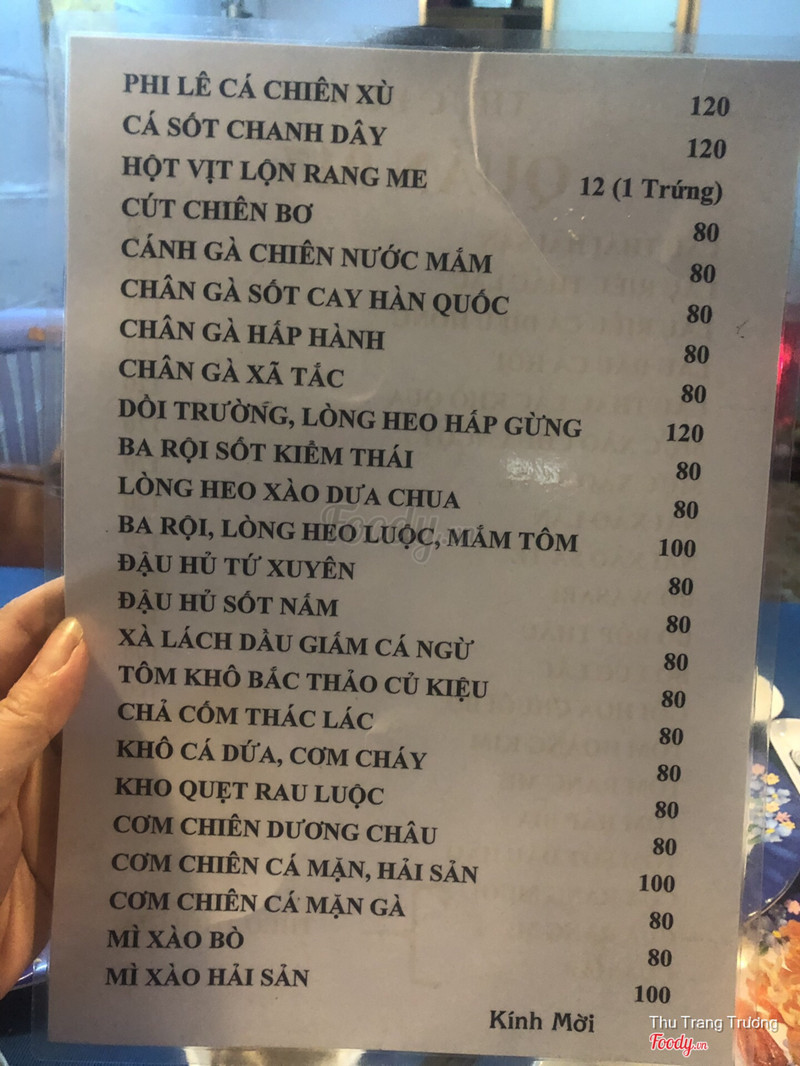 PHI LÊ CÁ CHIÊN XÙ 120
CÁ SỐT CHANH DÂY 120
HỘT VỊT LỘN RANG ME 12 (1 Trứng)
CÚT CHIÊN BƠ 80
CÁNH GÀ CHIÊN NƯỚC MẮM 80
CHÂN GÀ SỐT CAY HÀN QUỐC 80
CHÂN GÀ HẤP HÀNH 80
CHÂN GÀ XÃ TẮC 80
DỒI TRƯỜNG, LÒNG HEO HẤP GỪNG 120
BA RỘI SỐT KIỂM THÁI 80
LÒNG HEO XÀO DƯA CHUA 80
BA RỘI, LÒNG HEO LUỘC, MẮM TÔM 100
ĐẬU HỦ TỨ XUYÊN 80
ĐẬU HỦ SỐT NẤM 80
XÀ LÁCH DẦU GIẤM CÁ NGỪ 80
TÔM KHÔ BẮC THẢO CỦ KIỆU 80
CHẢ CỐM THÁC LÁC 80
KHÔ CÁ DỨA, CƠM CHÁY 80
KHO QUẸT RAU LUỘC 80
CƠM CHIÊN DƯƠNG CHÂU 80
CƠM CHIÊN CÁ MẶN, HẢI SẢN 100
CƠM CHIÊN CÁ MẶN GÀ 80
MÌ XÀO BÒ 80
MÌ XÀO HẢI SẢN 100
Kính Mời
Foody.vn
Thu Trang Trương
Foody.vn